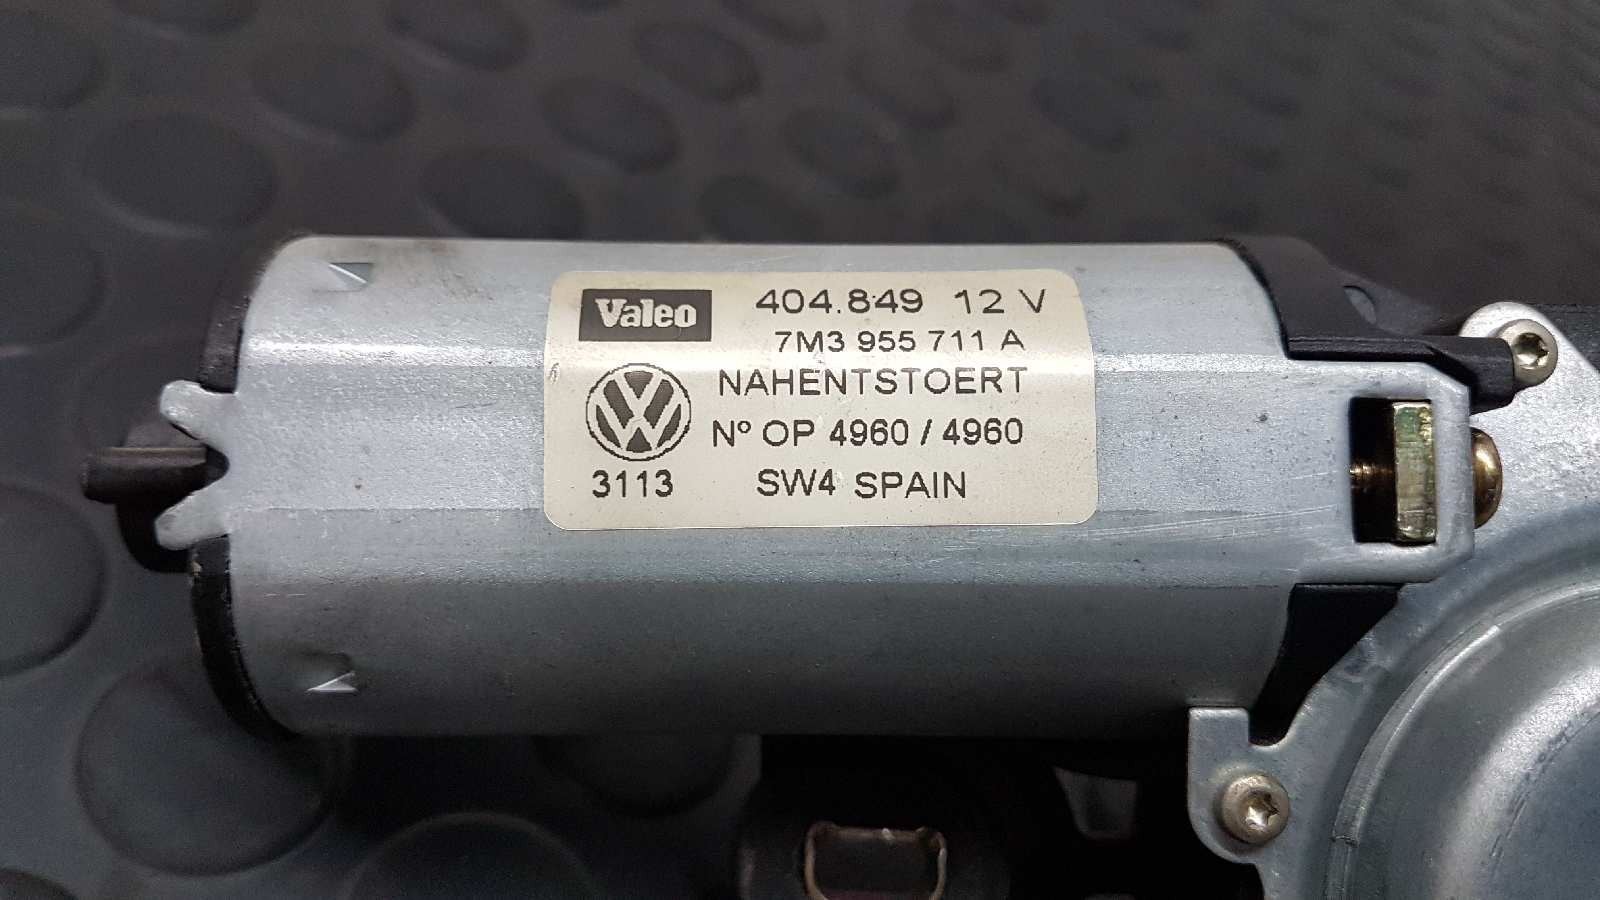 Valeo 404.849 12 V
7M3 955 711 A
NAHENTSTOERT
Nº OP 4960 / 4960
3113 SW4 SPAIN